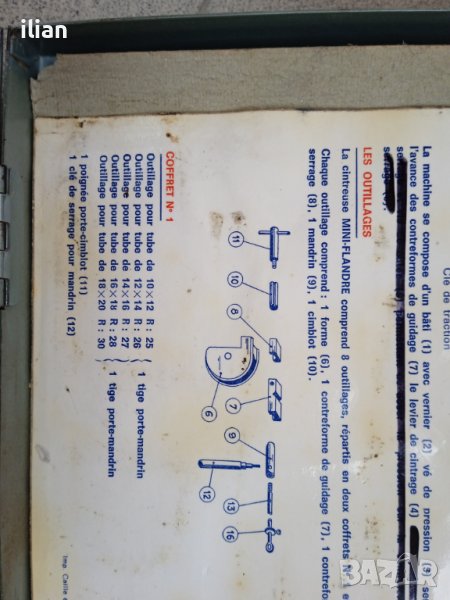 ilian
Clé de traction
La machine se compose d'un bâti (1) avec vernier (2) vé de pression (3)
l'avance des contreformes de guidage (7) le levier de cintrage (4)
LES OUTILLAGES
La cintreuse MINI-FLANDRE comprend 8 outillages, répartis en deux coffrets N° 1
Chaque outillage comprend : 1 forme (6), 1 contreforme de guidage (7), 1
serrage (8), 1 mandrin (9), 1 cimblot (10).
11 10 8 6 7 9 12 13 16
COFFRET N° 1
Outillage pour tube de 10×12 R : 25
Outillage pour tube de 12×14 R : 26
Outillage pour tube de 14×16 R : 27
Outillage pour tube de 16×18 R : 28
Outillage pour tube de 18×20 R : 30
1 tige porte-mandrin
1 tige porte-mandrin
1 poignée porte-cimblot (11)
1 clé de serrage pour mandrin (12)
Imp. Caille
BAZAR